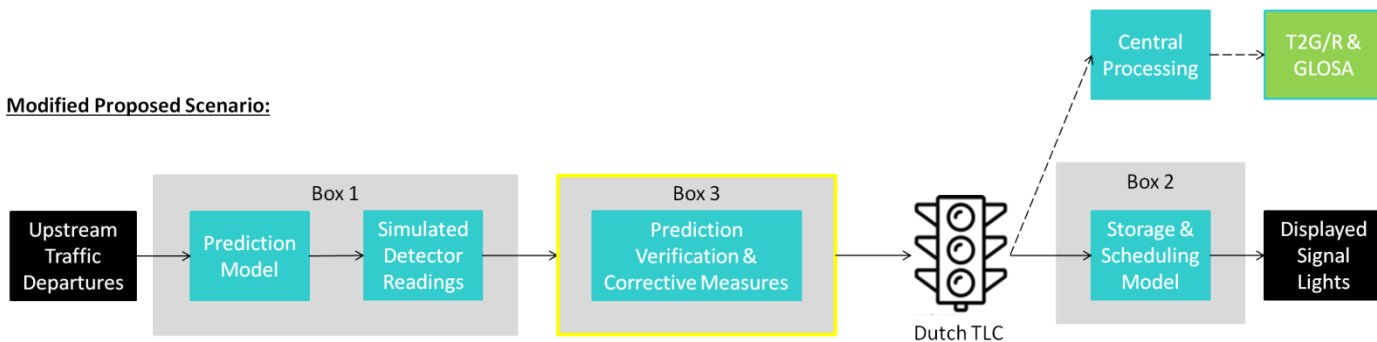 Central
Processing
T2G/R &
GLOSA
Modified Proposed Scenario:
Box 1
Box 3
Box 2
Upstream
Traffic
Departures
Prediction
Model
Simulated
Detector
Readings
Prediction
Verification &
Corrective Measures
Dutch TLC
Storage &
Scheduling
Model
Displayed
Signal
Lights